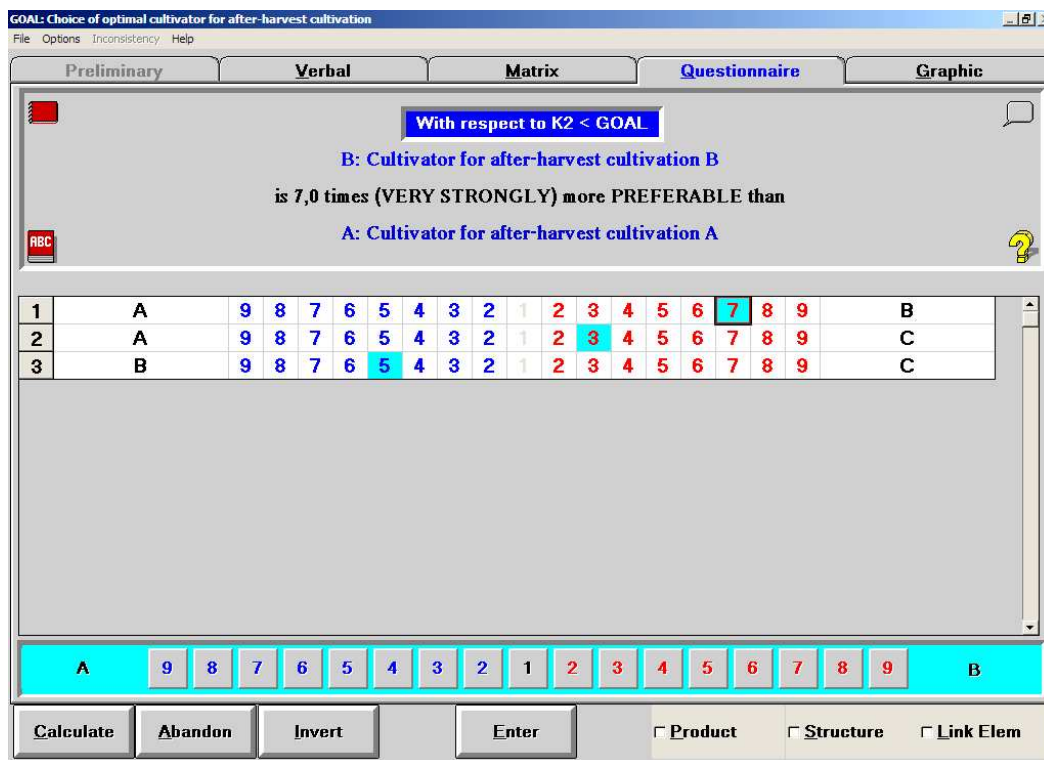 GOAL: Choice of optimal cultivator for after-harvest cultivation
File Options Inconsistency Help
Preliminary Verbal Matrix Questionnaire Graphic
With respect to K2 < GOAL
B: Cultivator for after-harvest cultivation B
is 7,0 times (VERY STRONGLY) more PREFERABLE than
ABC A: Cultivator for after-harvest cultivation A
1 A 9 8 7 6 5 4 3 2 1 2 3 4 5 6 7 8 9 B
2 A 9 8 7 6 5 4 3 2 1 2 3 4 5 6 7 8 9 C
3 B 9 8 7 6 5 4 3 2 1 2 3 4 5 6 7 8 9 C
A 9 8 7 6 5 4 3 2 1 2 3 4 5 6 7 8 9 B
Calculate Abandon Invert Enter Product Structure Link Elem